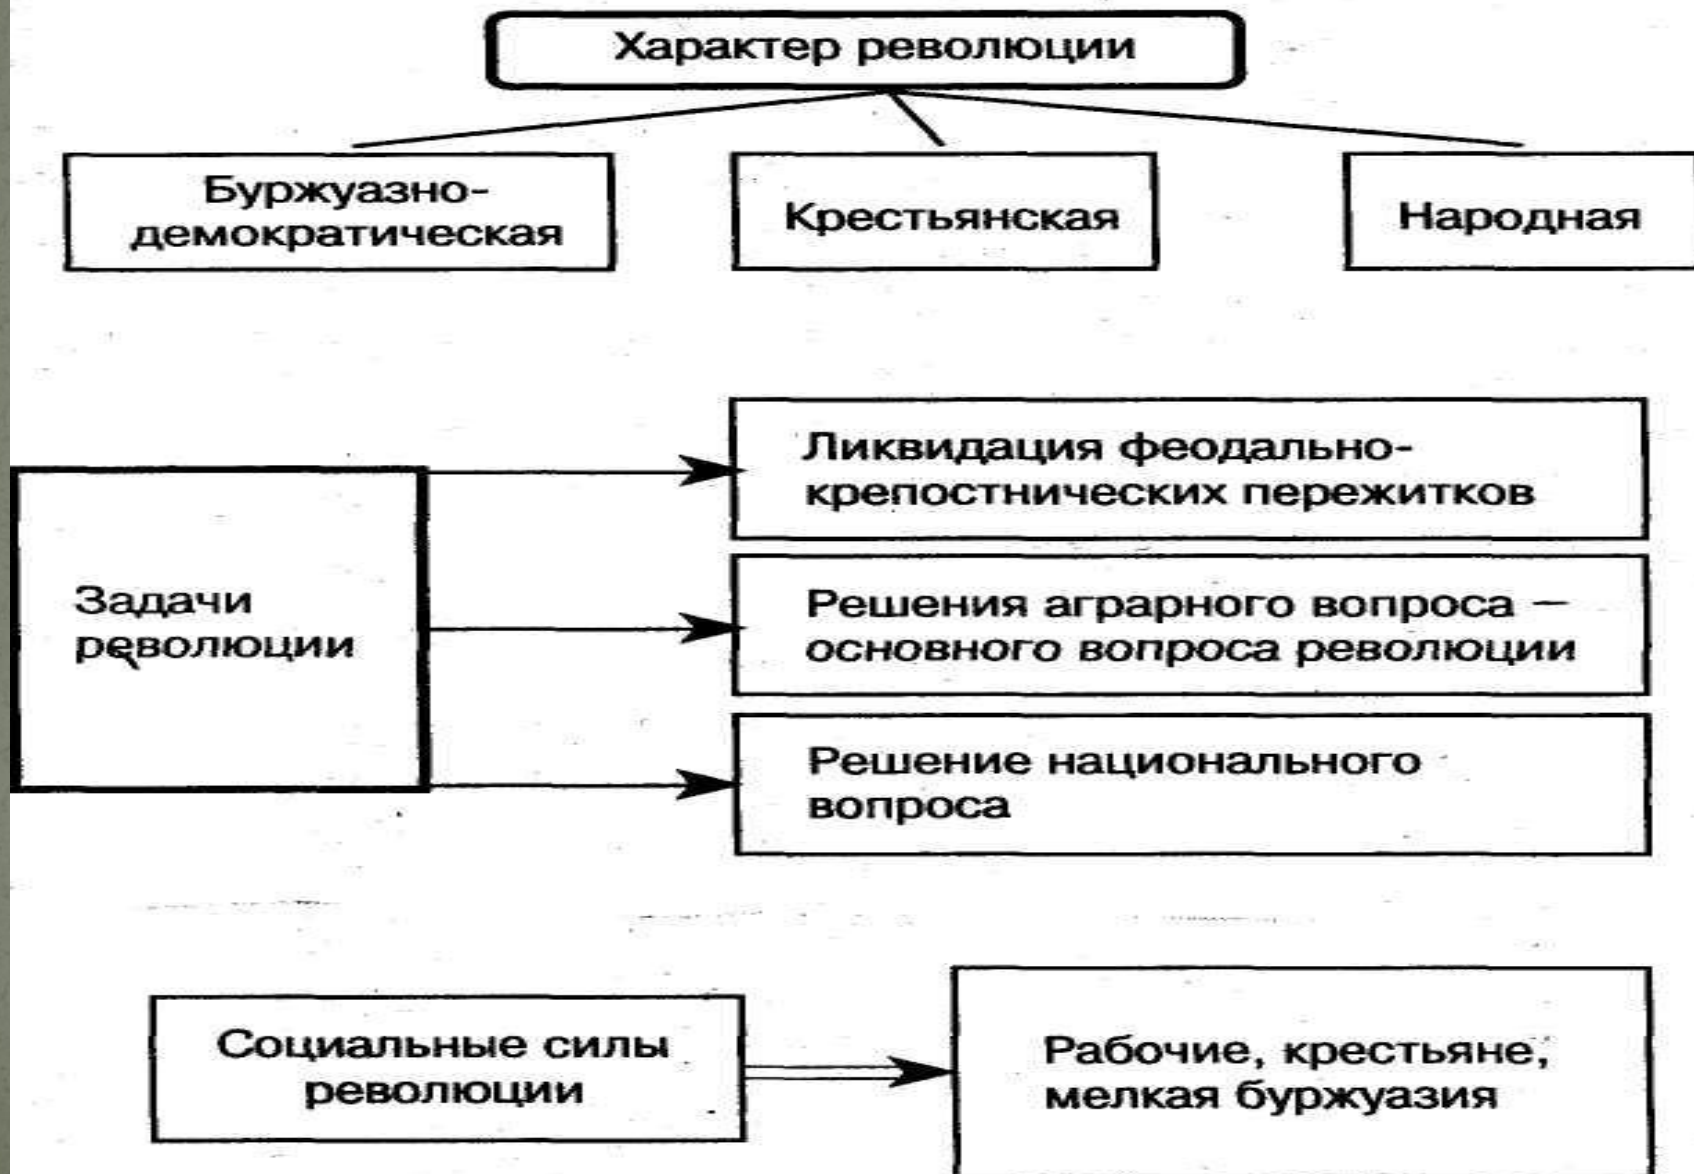 Характер революции
Буржуазно-
демократическая
Крестьянская
Народная
Задачи
революции
Ликвидация феодально-
крепостнических пережитков
Решения аграрного вопроса —
основного вопроса революции
Решение национального
вопроса
Социальные силы
революции
Рабочие, крестьяне,
мелкая буржуазия